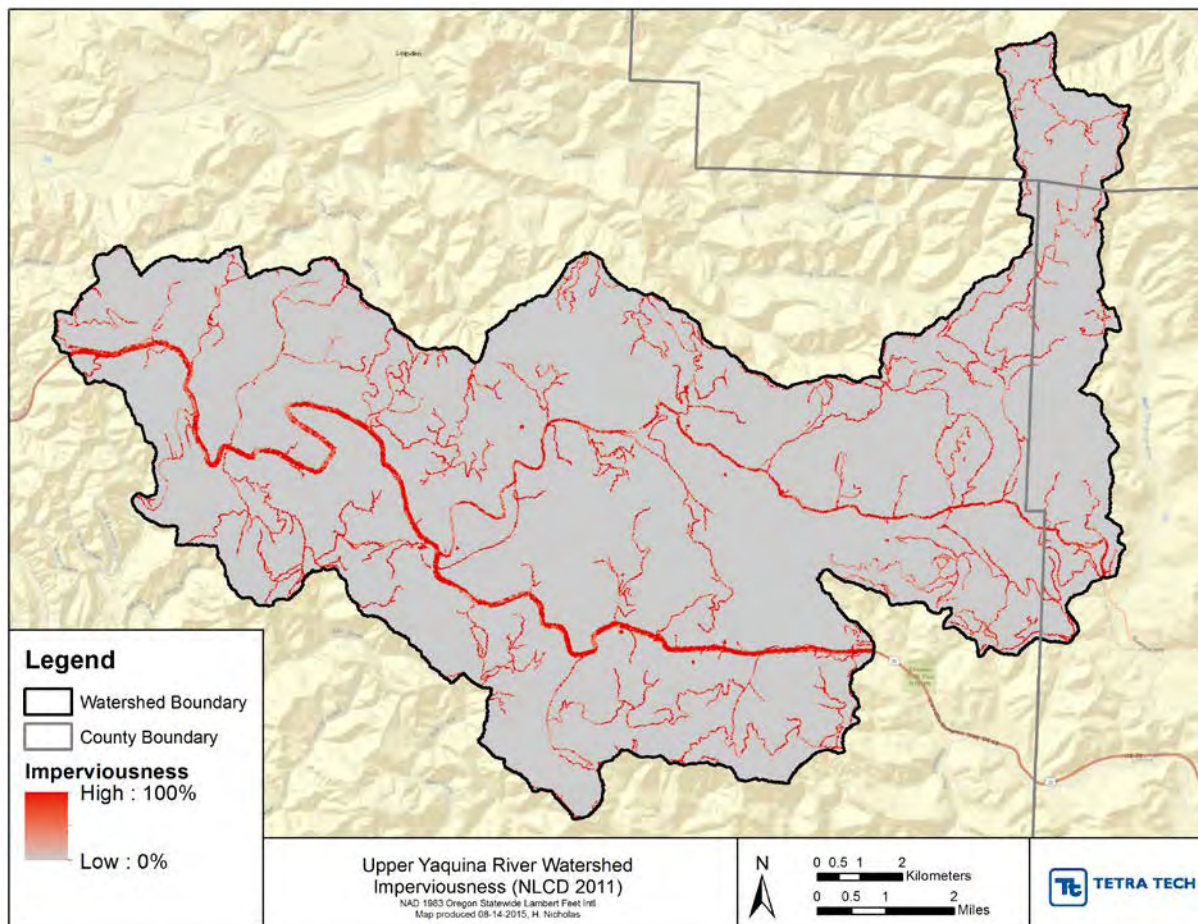 Legend
Watershed Boundary
County Boundary
Imperviousness
High : 100%
Low : 0%
Upper Yaquina River Watershed
Imperviousness (NLCD 2011)
NAD 1983 Oregon Statewide Lambert Feet Intl
Map produced 08-14-2015, H. Nicholas
N
0 0.5 1 2
Kilometers
0 0.5 1 2
Miles
Tt TETRA TECH